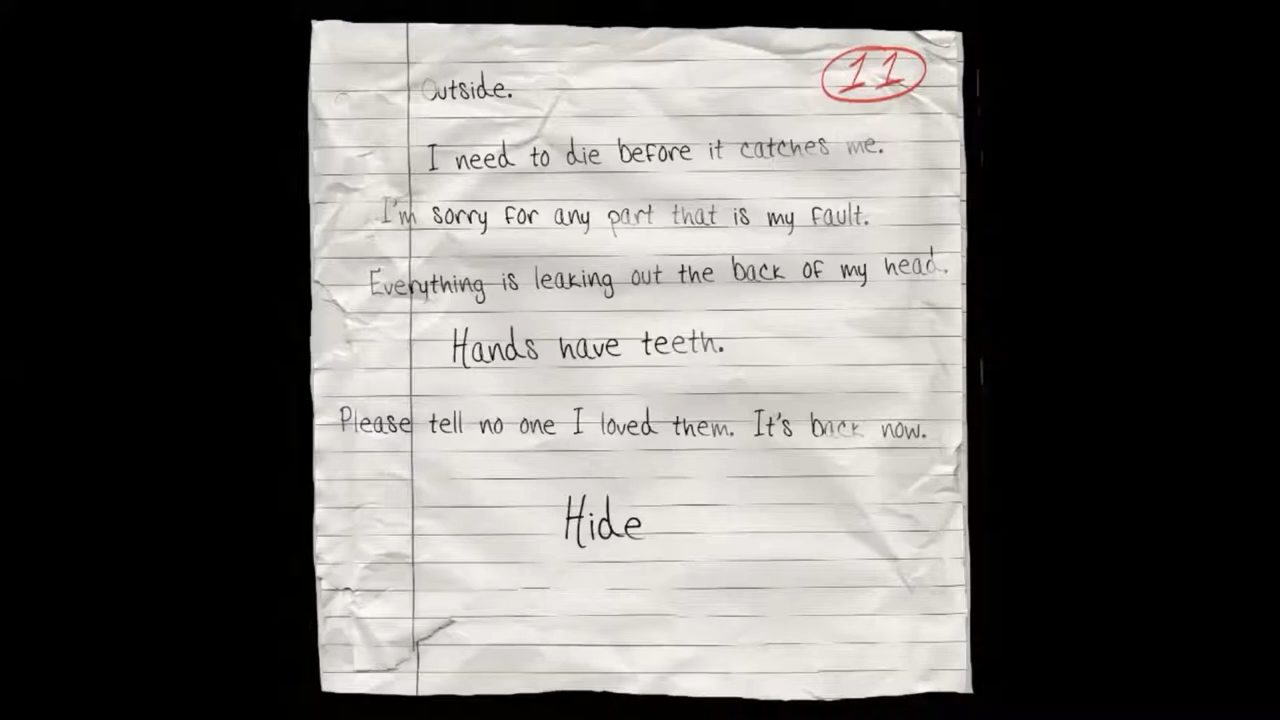 11
Outside.
I need to die before it catches me.
I'm sorry for any part that is my fault.
Everything is leaking out the back of my head.
Hands have teeth.
Please tell no one I loved them. It's back now.
Hide